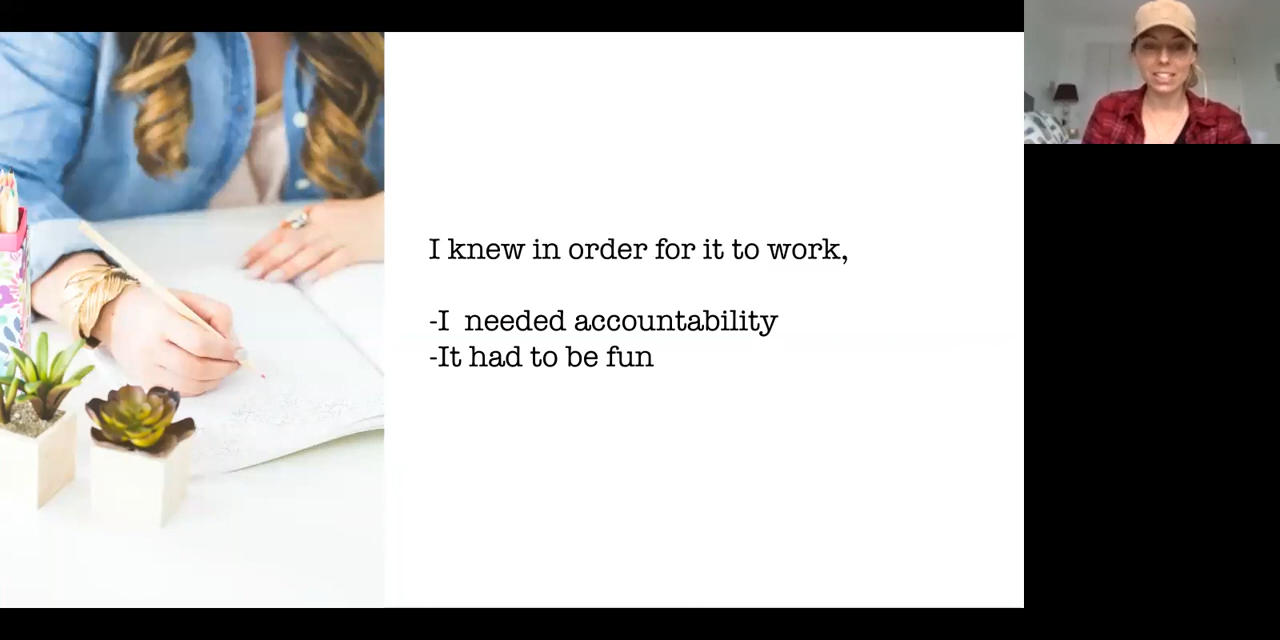 I knew in order for it to work,
-I  needed accountability
-It had to be fun